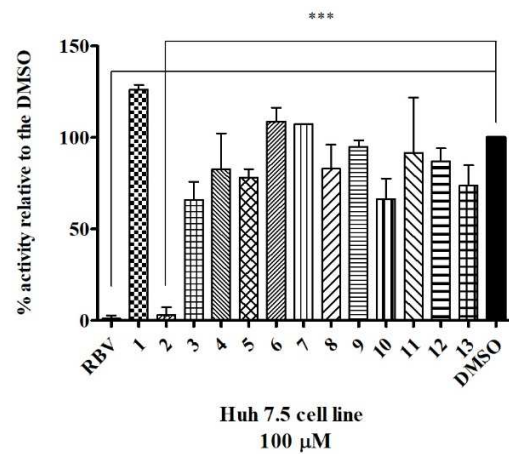 ***
% activity relative to the DMSO
150
100
50
0
RBV 1 2 3 4 5 6 7 8 9 10 11 12 13 DMSO
Huh 7.5 cell line
100 μM